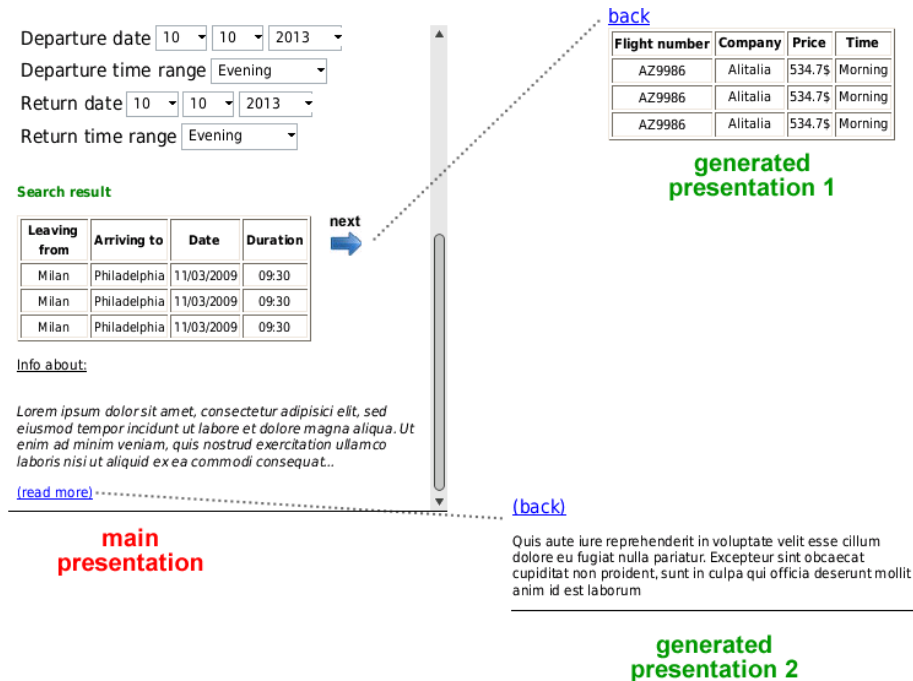 Departure date 10 10 2013
Departure time range Evening
Return date 10 10 2013
Return time range Evening
Search result
Leaving from Arriving to Date Duration
Milan Philadelphia 11/03/2009 09:30
Milan Philadelphia 11/03/2009 09:30
Milan Philadelphia 11/03/2009 09:30
next
Info about:
Lorem ipsum dolor sit amet, consectetur adipisici elit, sed
eiusmod tempor incidunt ut labore et dolore magna aliqua. Ut
enim ad minim veniam, quis nostrud exercitation ullamco
laboris nisi ut aliquid ex ea commodi consequat...
(read more)
main
presentation
back
Flight number Company Price Time
AZ9986 Alitalia 534.7$ Morning
AZ9986 Alitalia 534.7$ Morning
AZ9986 Alitalia 534.7$ Morning
generated
presentation 1
(back)
Quis aute iure reprehenderit in voluptate velit esse cillum
dolore eu fugiat nulla pariatur. Excepteur sint obcaecat
cupiditat non proident, sunt in culpa qui officia deserunt mollit
anim id est laborum
generated
presentation 2